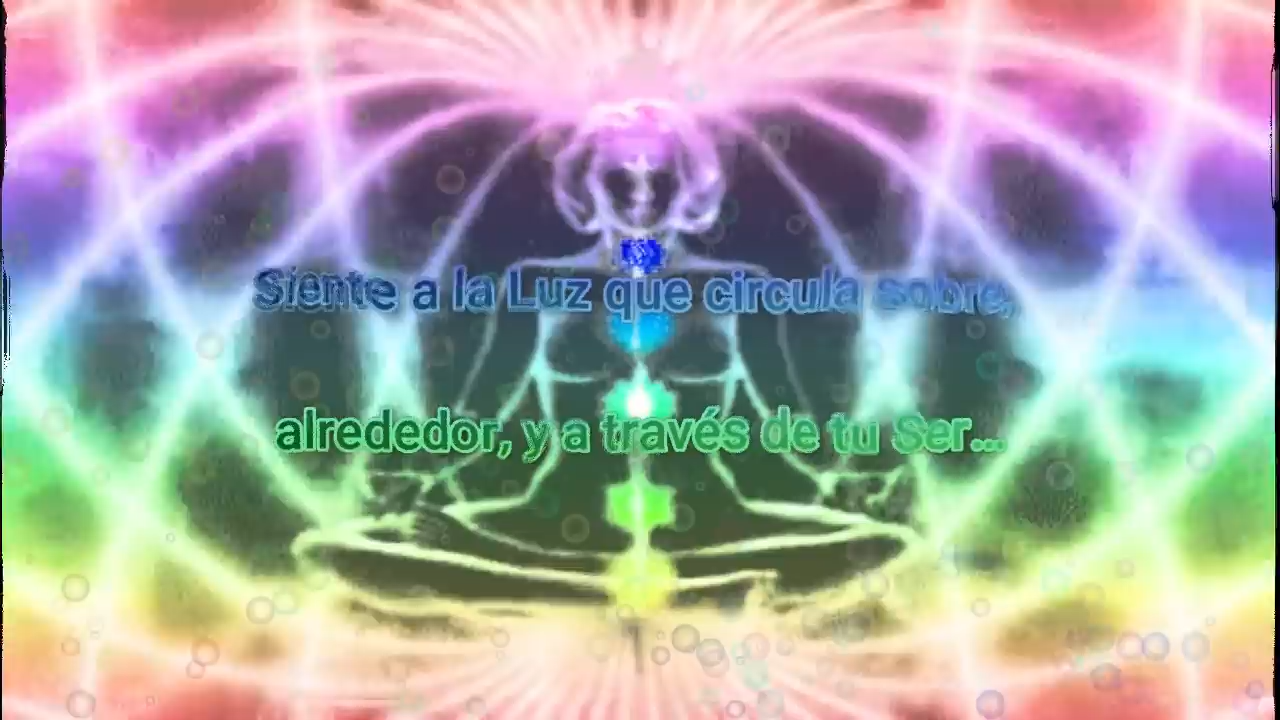 Siente a la Luz que circula sobre,
alrededor, y a través de tu Ser...